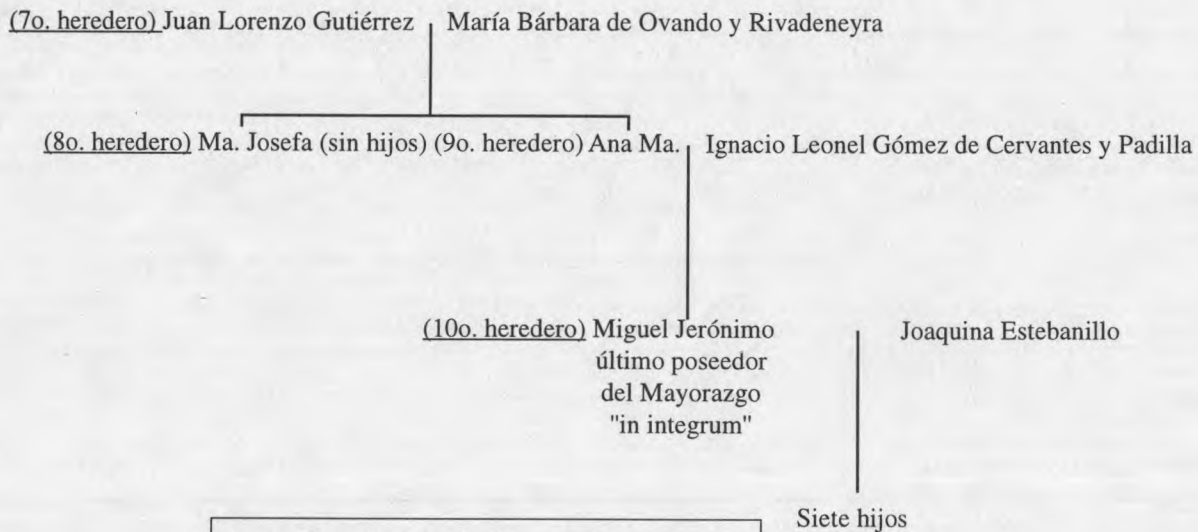 (7o. heredero) Juan Lorenzo Gutiérrez María Bárbara de Ovando y Rivadeneyra
(8o. heredero) Ma. Josefa (sin hijos) (9o. heredero) Ana Ma. Ignacio Leonel Gómez de Cervantes y Padilla
(10o. heredero) Miguel Jerónimo Joaquina Estebanillo
último poseedor
del Mayorazgo
"in integrum"
Siete hijos